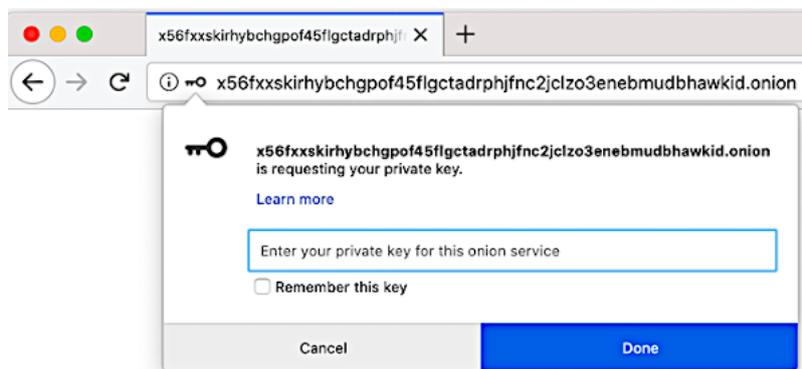 x56fxxskirhybchgpof45flgctadrphjf
x56fxxskirhybchgpof45flgctadrphjfnc2jclzo3enebmudbhawkid.onion
x56fxxskirhybchgpof45flgctadrphjfnc2jclzo3enebmudbhawkid.onion
is requesting your private key.
Learn more
Enter your private key for this onion service
Remember this key
Cancel
Done